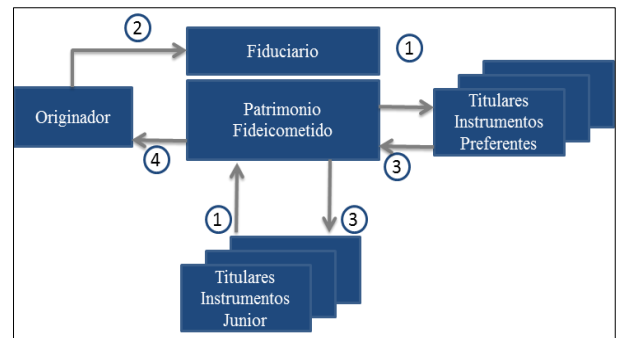 2
Fiduciario
1
Originador
Patrimonio
Fideicometido
Titulares
Instrumentos
Preferentes
4
3
1
3
Titulares
Instrumentos
Junior